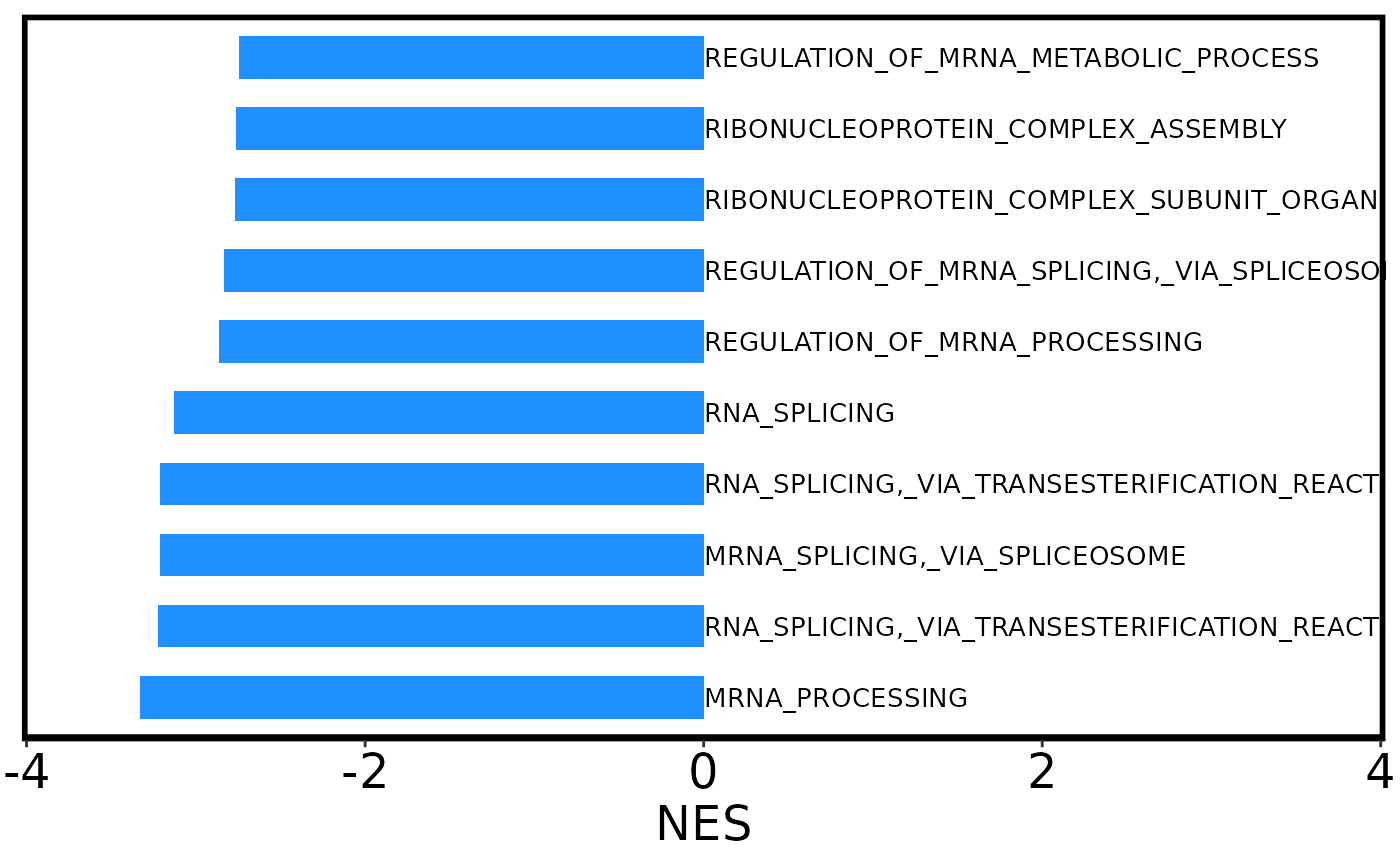 REGULATION_OF_MRNA_METABOLIC_PROCESS
RIBONUCLEOPROTEIN_COMPLEX_ASSEMBLY
RIBONUCLEOPROTEIN_COMPLEX_SUBUNIT_ORGAN
REGULATION_OF_MRNA_SPLICING,_VIA_SPLICEOSO
REGULATION_OF_MRNA_PROCESSING
RNA_SPLICING
RNA_SPLICING,_VIA_TRANSESTERIFICATION_REACT
MRNA_SPLICING,_VIA_SPLICEOSOME
RNA_SPLICING,_VIA_TRANSESTERIFICATION_REACT
MRNA_PROCESSING
-4 -2 0 2 4
NES